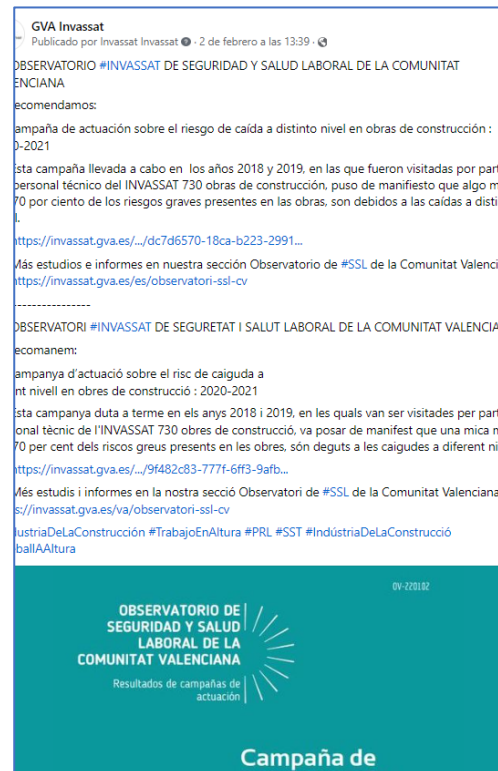 GVA Invassat
Publicado por Invassat Invassat · 2 de febrero a las 13:39 ·
OBSERVATORIO #INVASSAT DE SEGURIDAD Y SALUD LABORAL DE LA COMUNITAT
ENCIANA
ecomendamos:
ampaña de actuación sobre el riesgo de caída a distinto nivel en obras de construcción :
0-2021
sta campaña llevada a cabo en los años 2018 y 2019, en las que fueron visitadas por part
personal técnico del INVASSAT 730 obras de construcción, puso de manifiesto que algo m
70 por ciento de los riesgos graves presentes en las obras, son debidos a las caídas a disti
l.
https://invassat.gva.es/.../dc7d6570-18ca-b223-2991...
Más estudios e informes en nuestra sección Observatorio de #SSL de la Comunitat Valenci
https://invassat.gva.es/es/observatori-ssl-cv
----------------
OBSERVATORI #INVASSAT DE SEGURETAT I SALUT LABORAL DE LA COMUNITAT VALENCIA
ecomanem:
ampanya d'actuació sobre el risc de caiguda a
nt nivell en obres de construcció : 2020-2021
sta campanya duta a terme en els anys 2018 i 2019, en les quals van ser visitades per part
onal tècnic de l'INVASSAT 730 obres de construcció, va posar de manifest que una mica m
70 per cent dels riscos greus presents en les obres, són deguts a les caigudes a diferent ni
https://invassat.gva.es/.../9f482c83-777f-6ff3-9afb...
Més estudis i informes en la nostra secció Observatori de #SSL de la Comunitat Valenciana
s://invassat.gva.es/va/observatori-ssl-cv
ustriaDeLaConstrucción #TrabajoEnAltura #PRL #SST #IndústriaDeLaConstrucció
ballAAltura
OV-220102
OBSERVATORIO DE
SEGURIDAD Y SALUD
LABORAL DE LA
COMUNITAT VALENCIANA
Resultados de campañas de
actuación
Campaña de